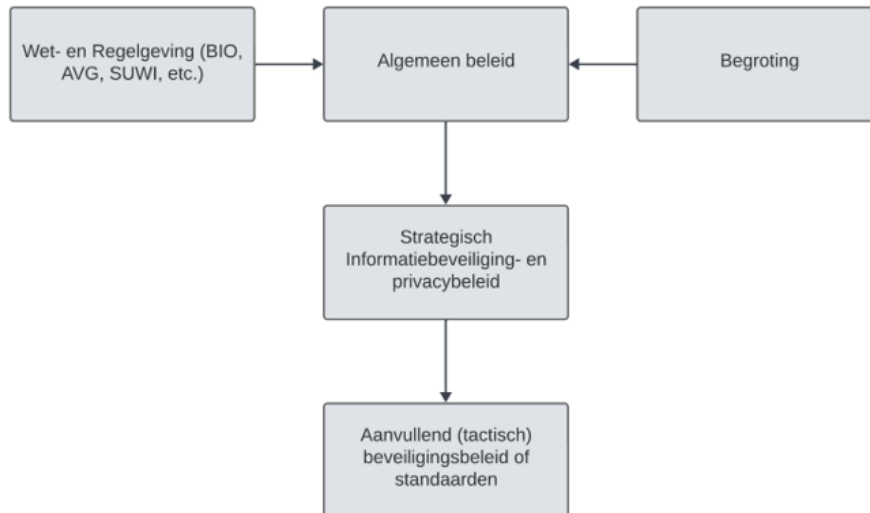 Wet- en Regelgeving (BIO,
AVG, SUWI, etc.)
Algemeen beleid
Begroting
Strategisch
Informatiebeveiliging- en
privacybeleid
Aanvullend (tactisch)
beveiligingsbeleid of
standaarden